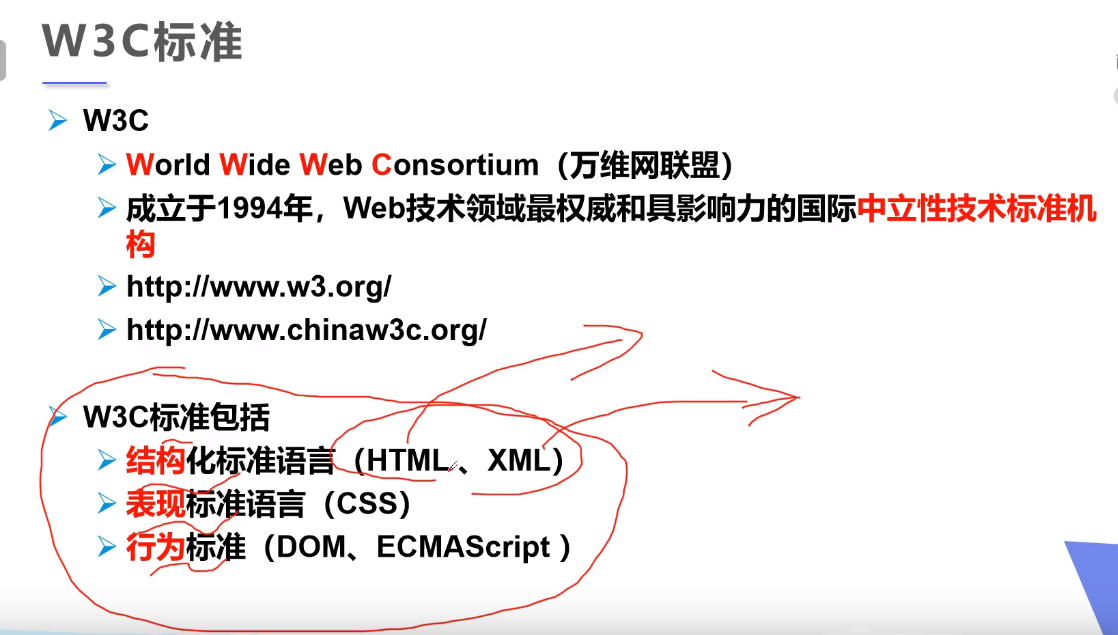 W3C标准
W3C
World Wide Web Consortium（万维网联盟）
成立于1994年，Web技术领域最权威和具影响力的国际中立性技术标准机
构
http://www.w3.org/
http://www.chinaw3c.org/
W3C标准包括
结构化标准语言（HTML、XML）
表现标准语言（CSS）
行为标准（DOM、ECMAScript ）